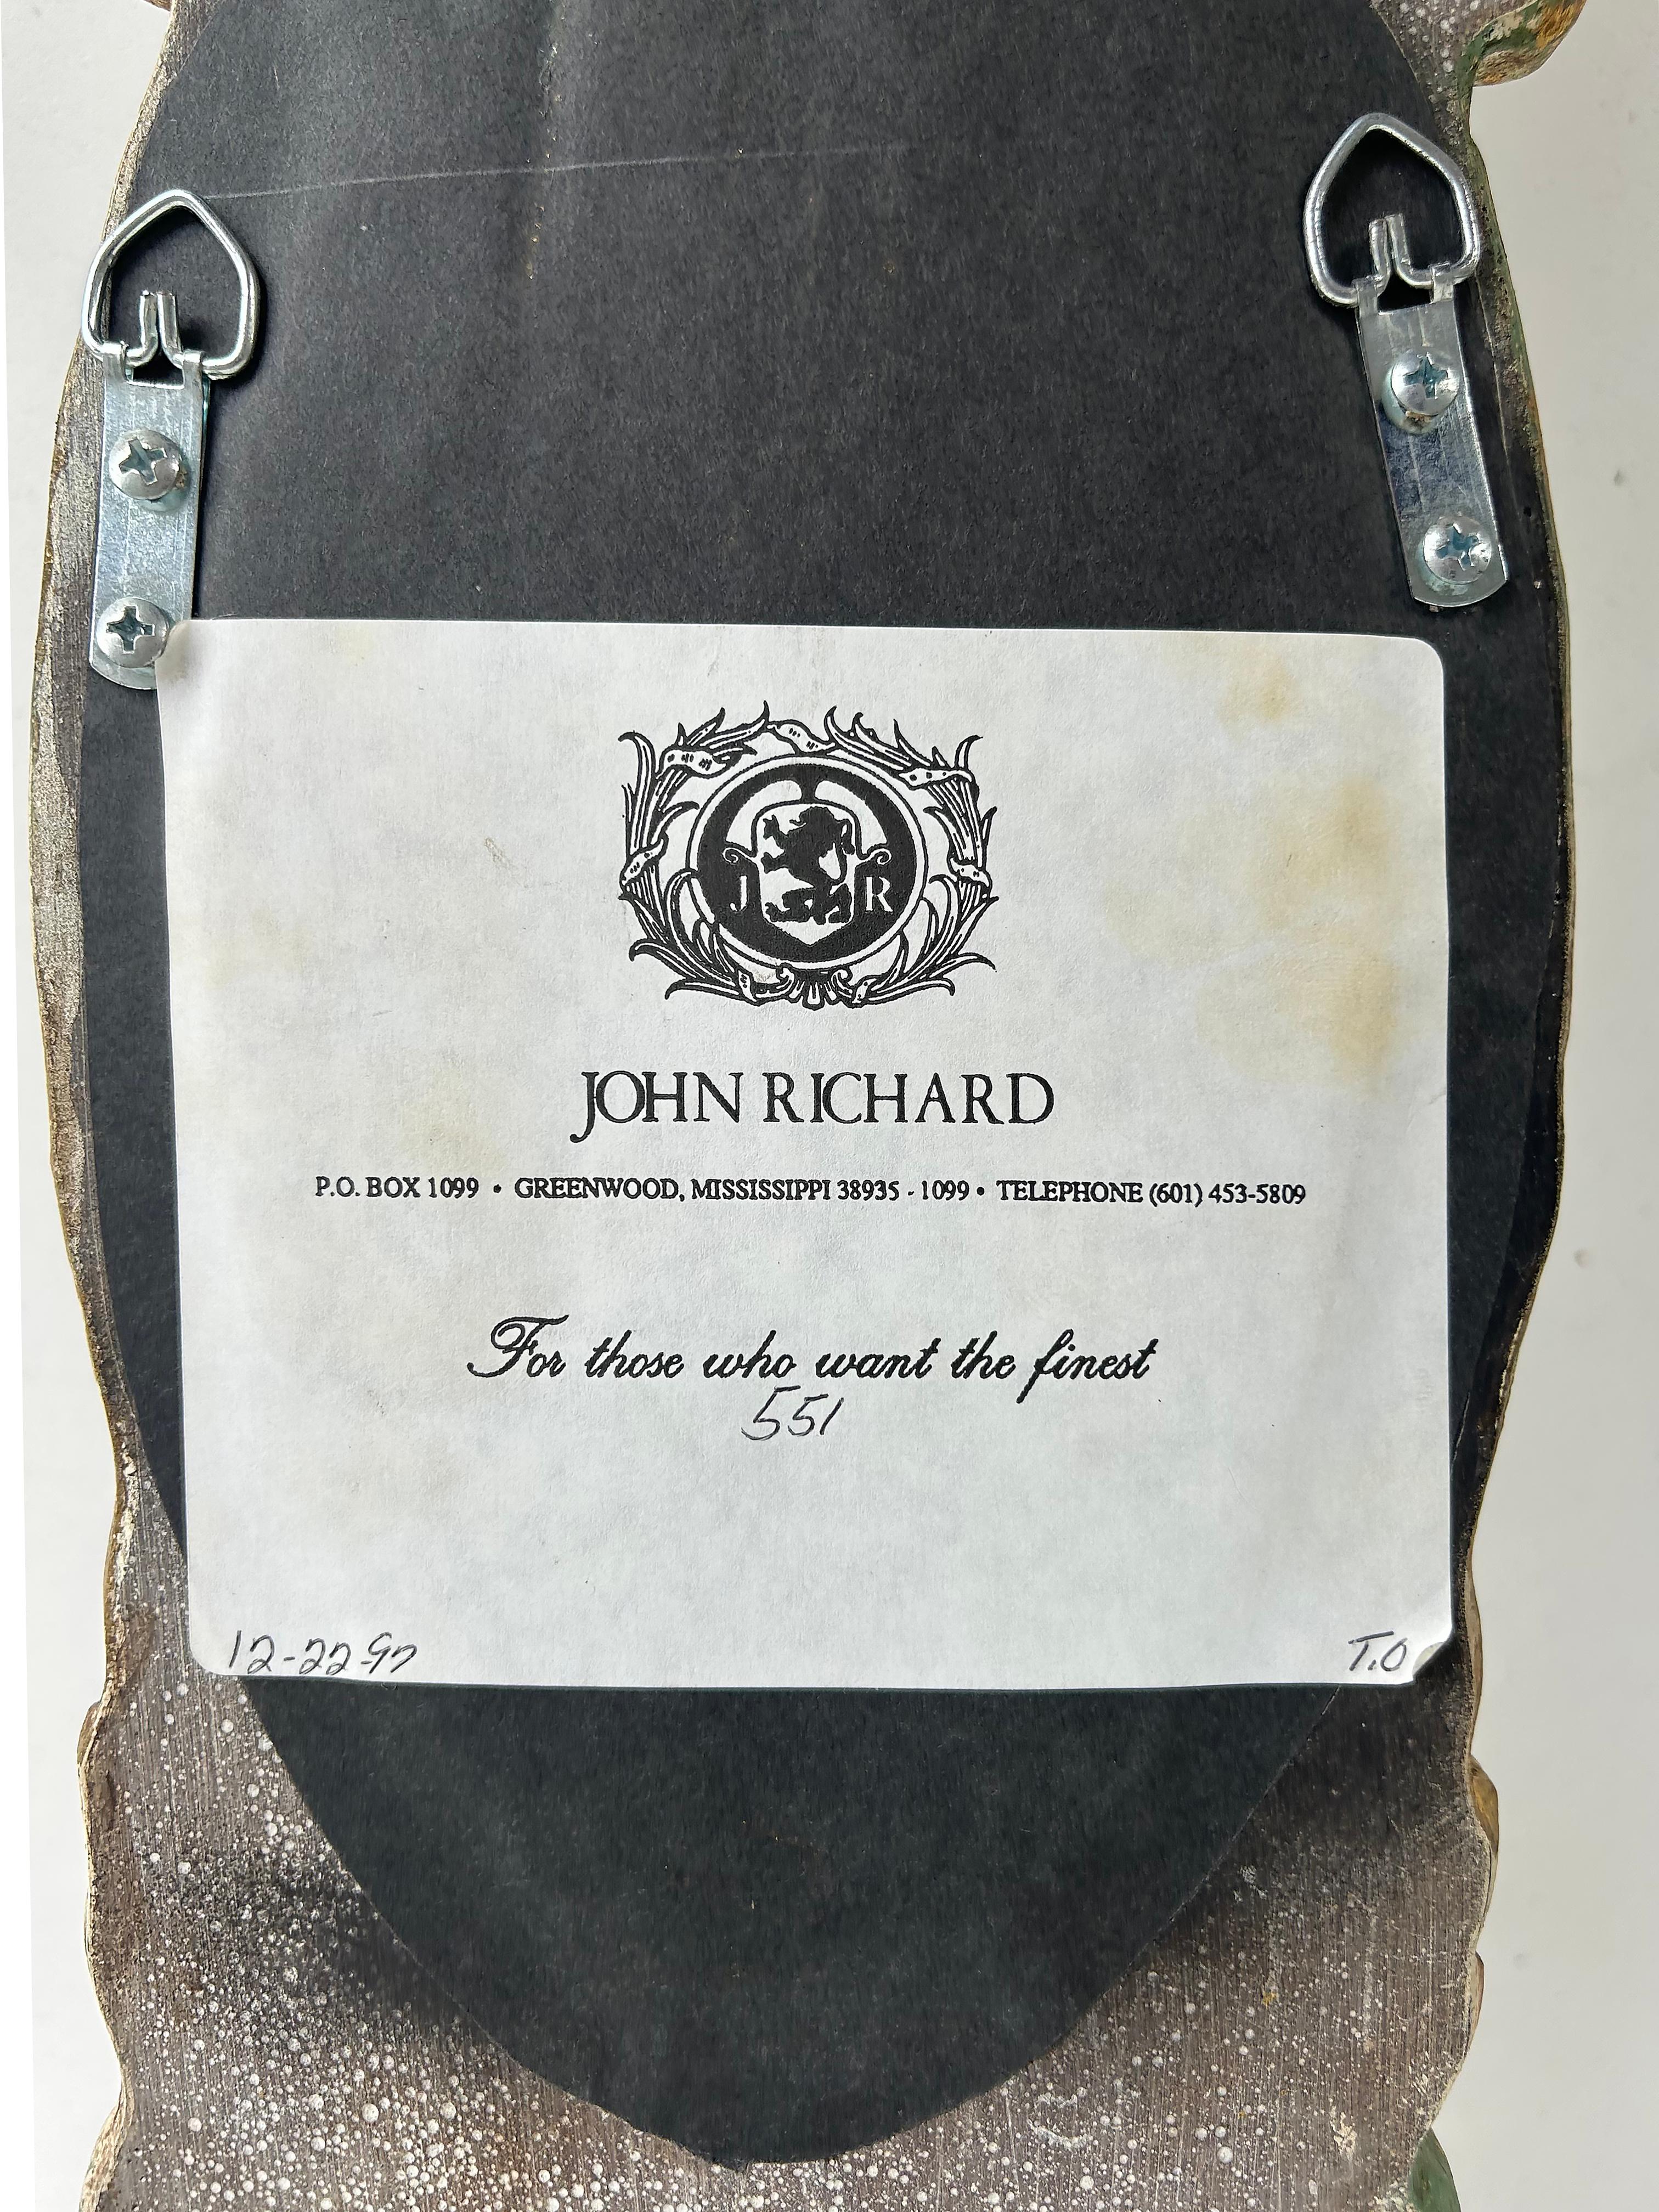 J R
JOHN RICHARD
P.O. BOX 1099 • GREENWOOD, MISSISSIPPI 38935 - 1099 • TELEPHONE (601) 453-5809
For those who want the finest
551
12-22-97 T.O